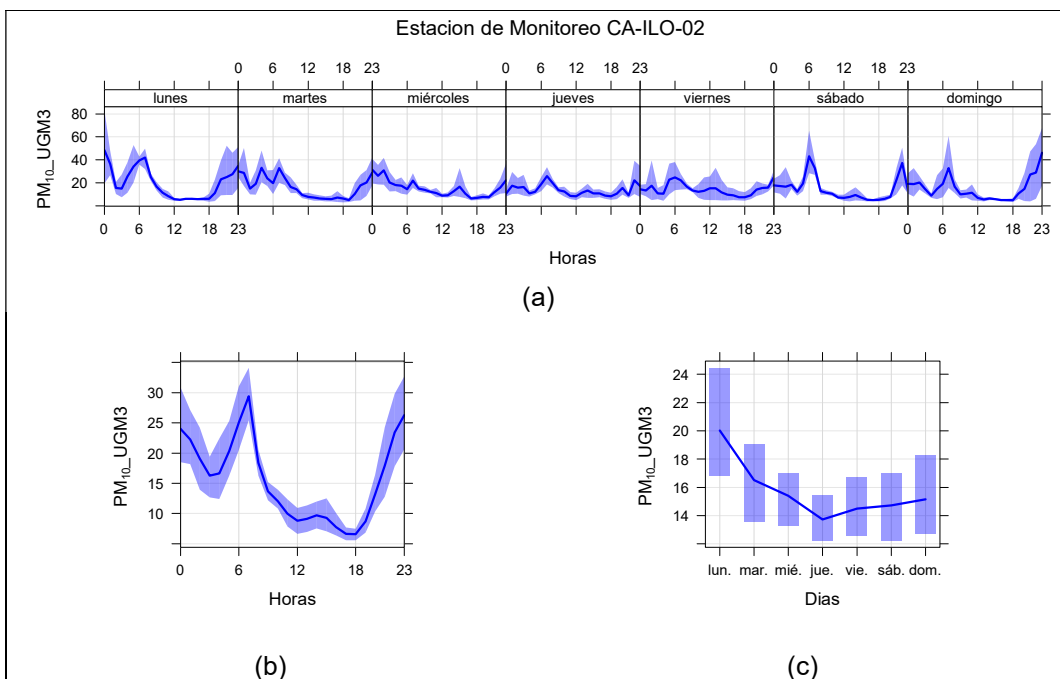 Estacion de Monitoreo CA-ILO-02
0 6 12 18 23 0 6 12 18 23 0 6 12 18 23
lunes martes miércoles jueves viernes sábado domingo
80
60
40
20
PM₁₀_UGM3
0 6 12 18 23 0 6 12 18 23 0 6 12 18 23 0 6 12 18 23
Horas
(a)
30
25
20
15
10
PM₁₀_UGM3
0 6 12 18 23
Horas
(b)
24
22
20
18
16
14
PM₁₀_UGM3
lun. mar. mié. jue. vie. sáb. dom.
Dias
(c)